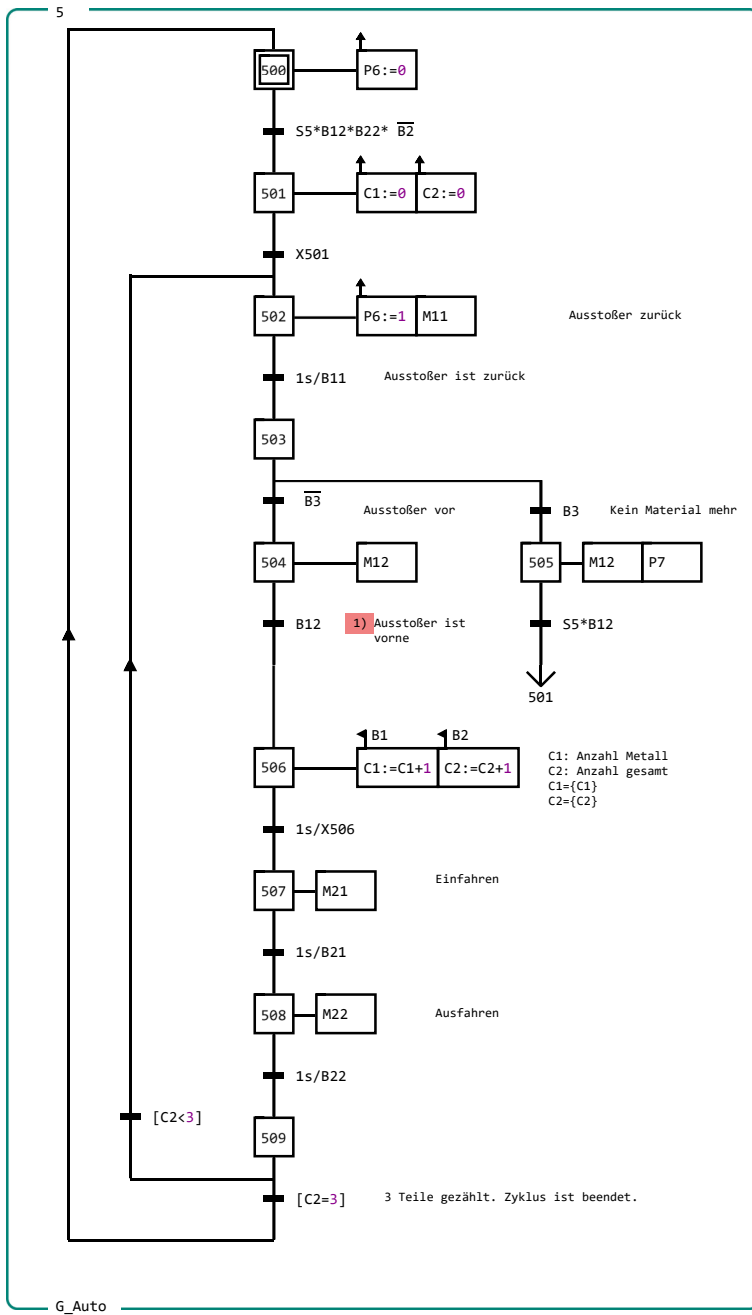 5
500
P6:=0
S5*B12*B22* B2
501
C1:=0 C2:=0
X501
502
P6:=1 M11
Ausstoßer zurück
1s/B11 Ausstoßer ist zurück
503
B3 Ausstoßer vor
B3 Kein Material mehr
504
M12
505
M12 P7
B12 1) Ausstoßer ist
vorne
S5*B12
501
B1 B2
506
C1:=C1+1 C2:=C2+1
C1: Anzahl Metall
C2: Anzahl gesamt
C1={C1}
C2={C2}
1s/X506
507
M21
Einfahren
1s/B21
508
M22
Ausfahren
1s/B22
[C2<3]
509
[C2=3] 3 Teile gezählt. Zyklus ist beendet.
G_Auto